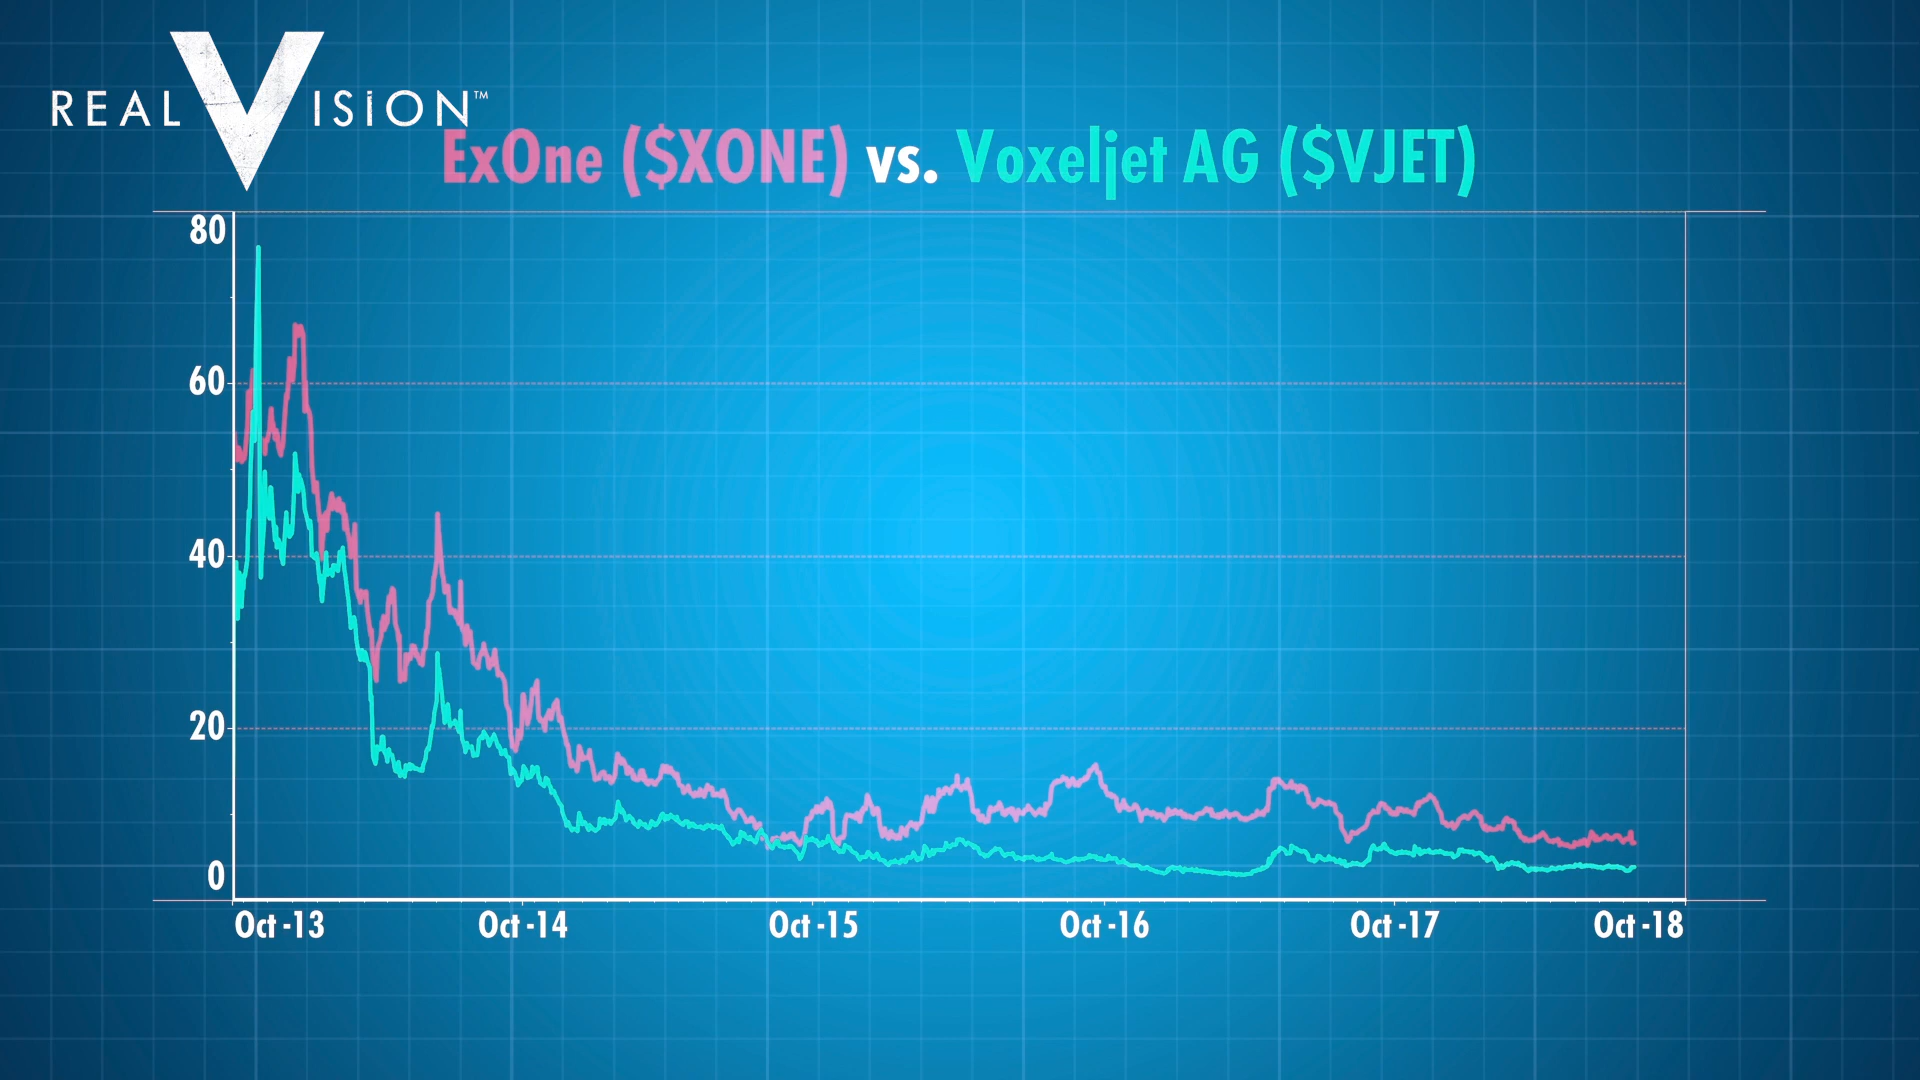 REAL VISION™
ExOne ($XONE) vs. Voxeljet AG ($VJET)
80
60
40
20
0
Oct -13 Oct -14 Oct -15 Oct -16 Oct -17 Oct -18